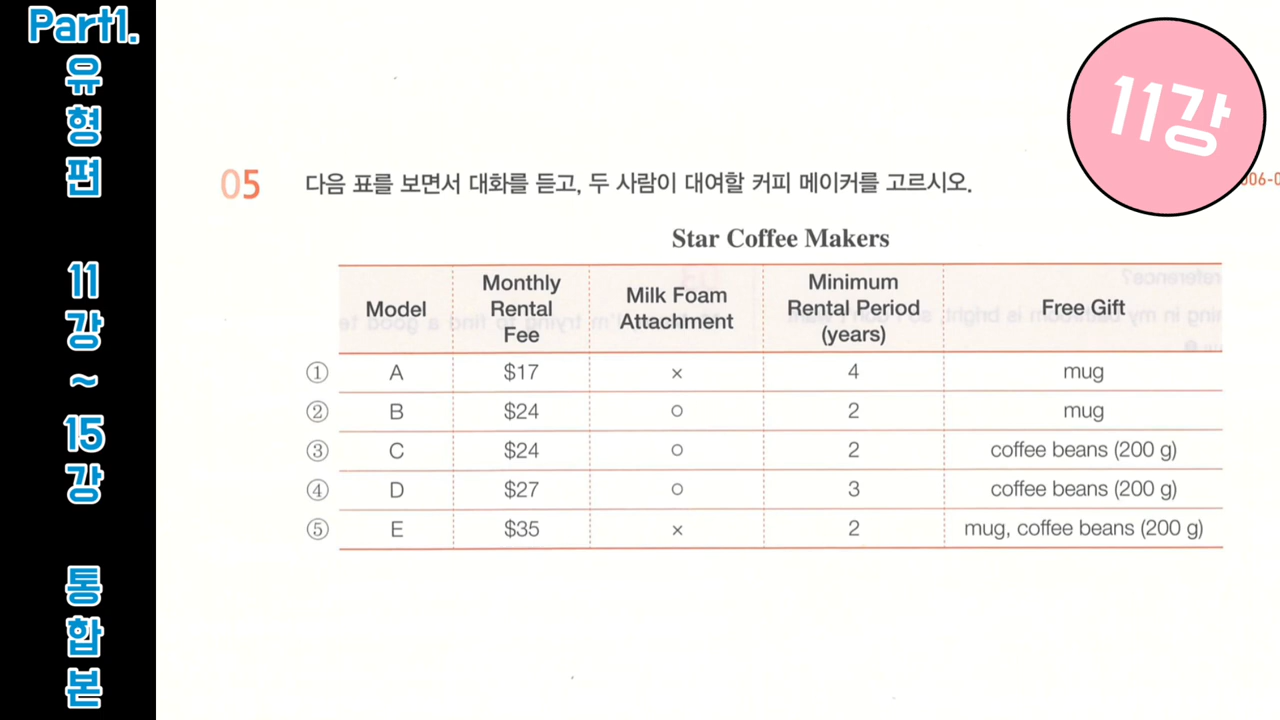 Part1.
유
형
편
11
강
~
15
강
통
합
본
11강
05 다음 표를 보면서 대화를 듣고, 두 사람이 대여할 커피 메이커를 고르시오.
Star Coffee Makers
Model Monthly Rental Fee Milk Foam Attachment Minimum Rental Period (years) Free Gift
① A $17 × 4 mug
② B $24 ○ 2 mug
③ C $24 ○ 2 coffee beans (200 g)
④ D $27 ○ 3 coffee beans (200 g)
⑤ E $35 × 2 mug, coffee beans (200 g)